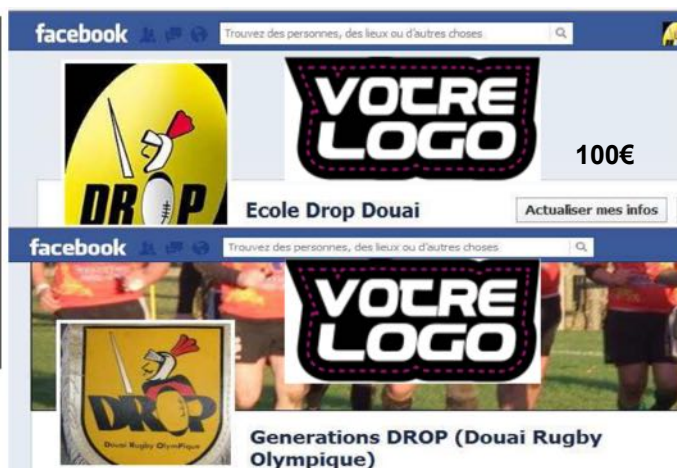 facebook
Trouvez des personnes, des lieux ou d'autres choses
VOTRE
LOGO
100€
DROP
Ecole Drop Douai
Actualiser mes infos
facebook
Trouvez des personnes, des lieux ou d'autres choses
VOTRE
LOGO
DROP
Douai Rugby OlymPique
Generations DROP (Douai Rugby
Olympique)